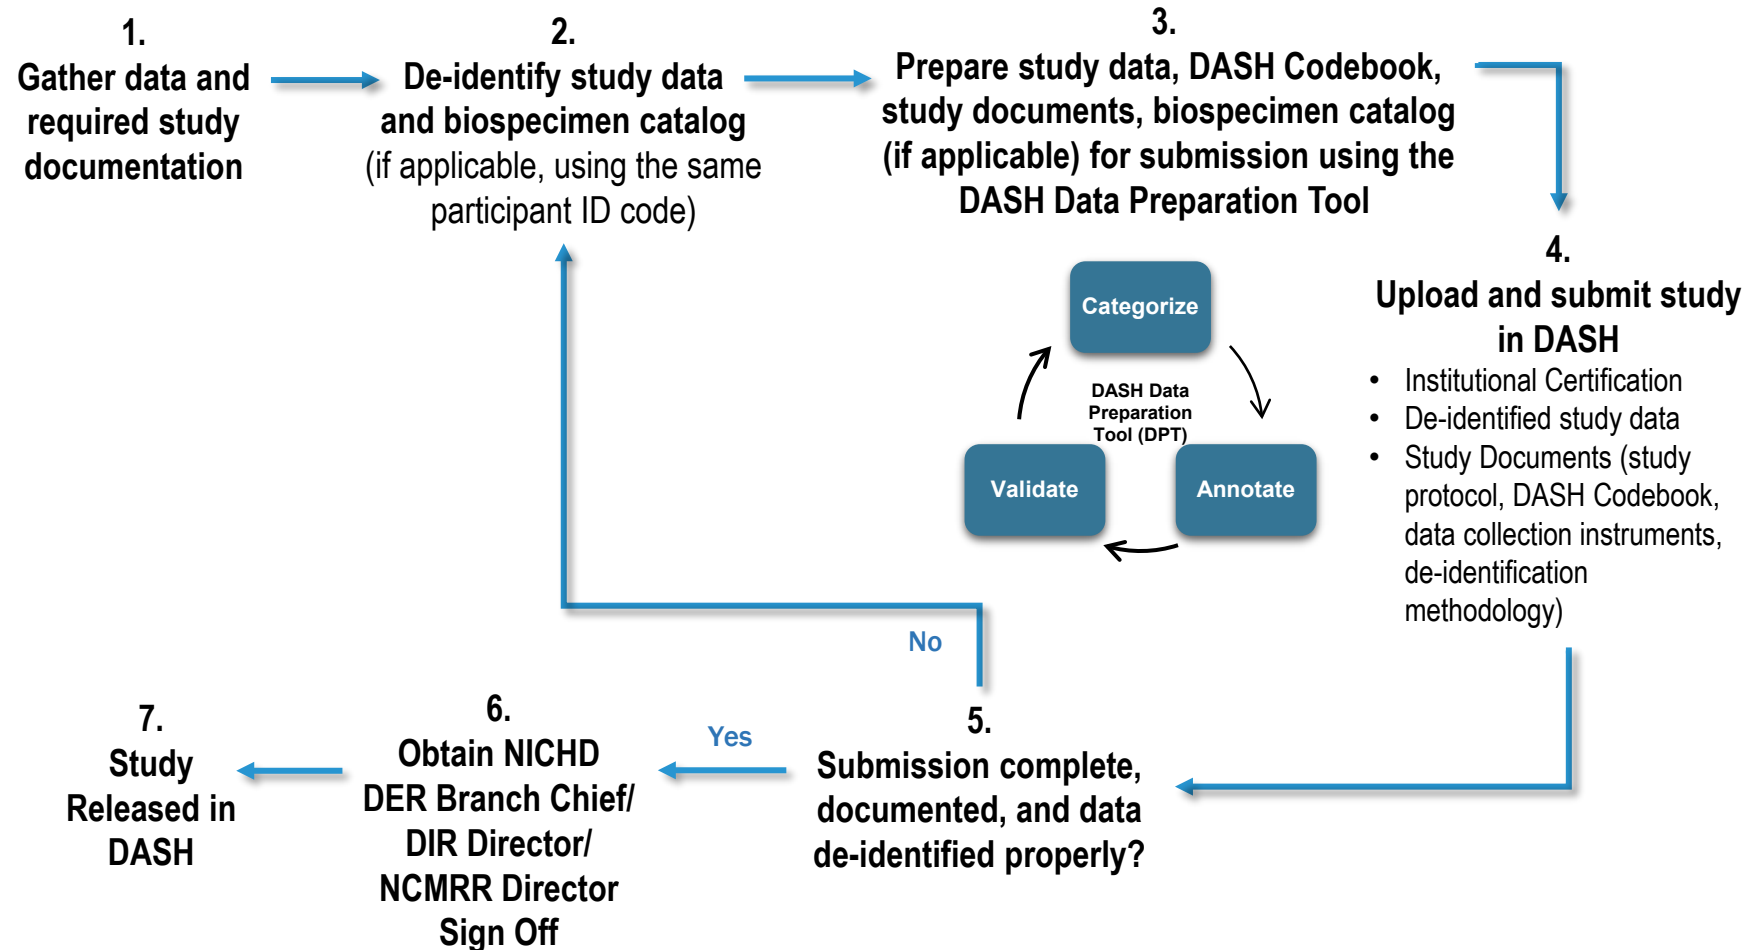 1.
Gather data and
required study
documentation
2.
De-identify study data
and biospecimen catalog
(if applicable, using the same
participant ID code)
3.
Prepare study data, DASH Codebook,
study documents, biospecimen catalog
(if applicable) for submission using the
DASH Data Preparation Tool
Categorize
DASH Data
Preparation
Tool (DPT)
Validate
Annotate
4.
Upload and submit study
in DASH
• Institutional Certification
• De-identified study data
• Study Documents (study
protocol, DASH Codebook,
data collection instruments,
de-identification
methodology)
No
5.
Submission complete,
documented, and data
de-identified properly?
Yes
6.
Obtain NICHD
DER Branch Chief/
DIR Director/
NCMRR Director
Sign Off
7.
Study
Released in
DASH